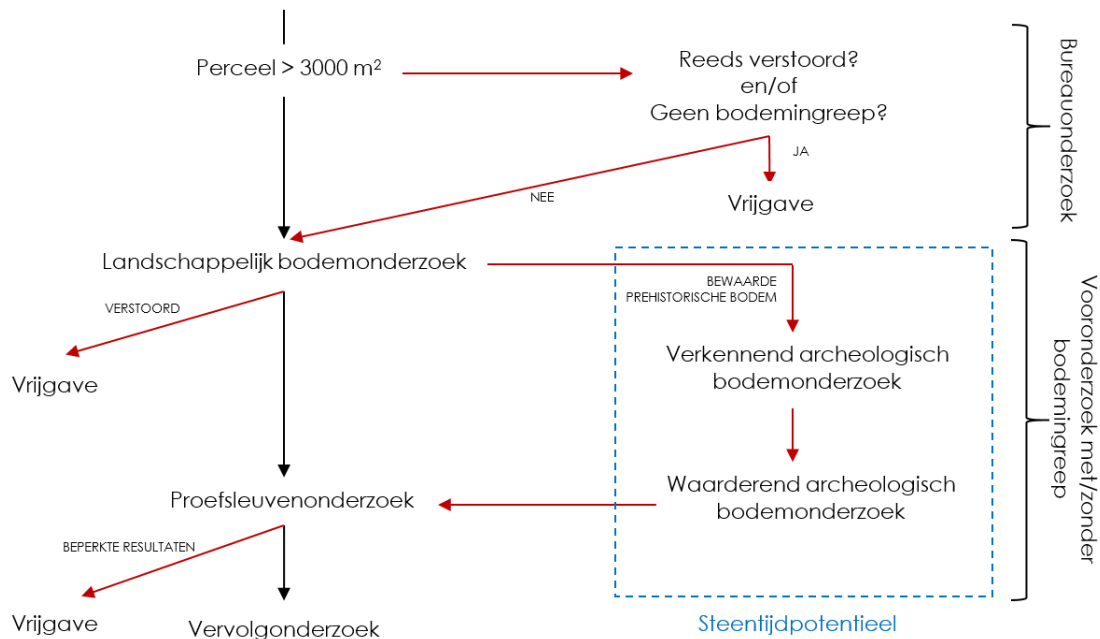 Perceel > 3000 m²
Reeds verstoord?
en/of
Geen bodemingreep?
JA
NEE
Vrijgave
Bureauonderzoek
Landschappelijk bodemonderzoek
BEWAARDE
PREHISTORISCHE BODEM
VERSTOORD
Vrijgave
Verkennend archeologisch
bodemonderzoek
Waarderend archeologisch
bodemonderzoek
Proefsleuvenonderzoek
BEPERKTE RESULTATEN
Vrijgave
Vervolgonderzoek
Steentijdpotentieel
Vooronderzoek met/zonder
bodemingreep